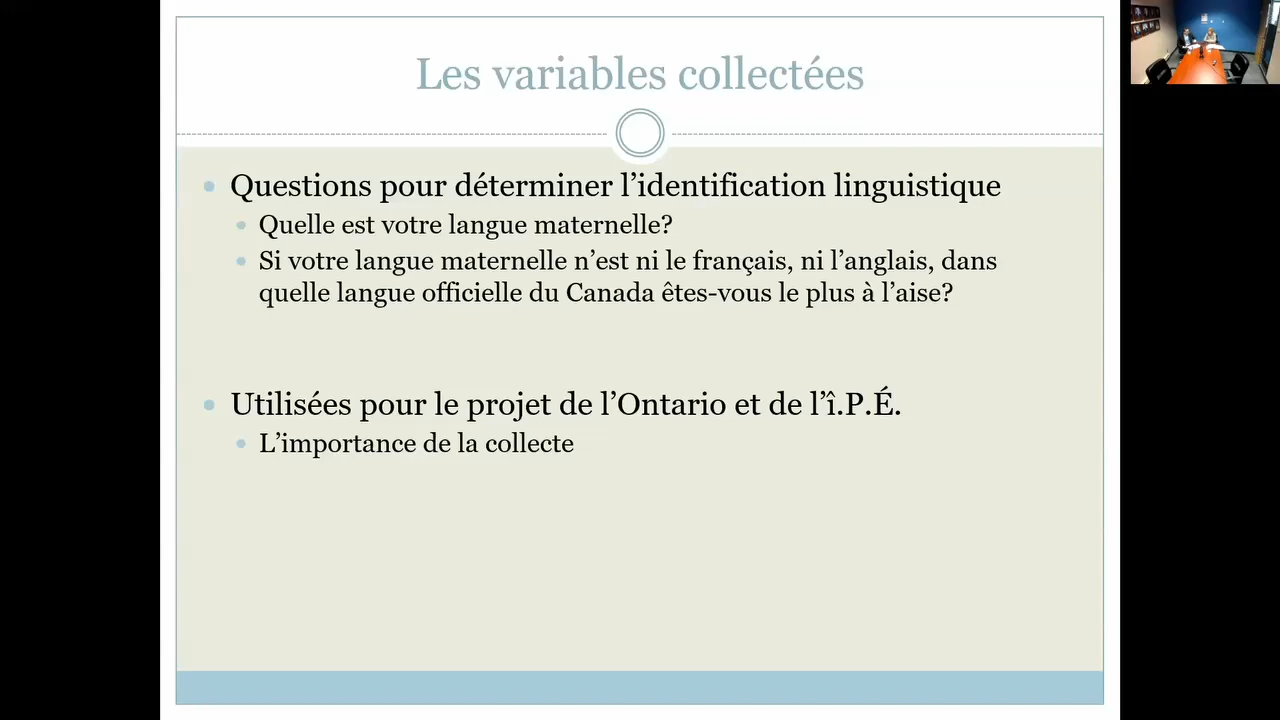 Les variables collectées
Questions pour déterminer l’identification linguistique
Quelle est votre langue maternelle?
Si votre langue maternelle n’est ni le français, ni l’anglais, dans
quelle langue officielle du Canada êtes-vous le plus à l’aise?
Utilisées pour le projet de l’Ontario et de l’î.P.É.
L’importance de la collecte